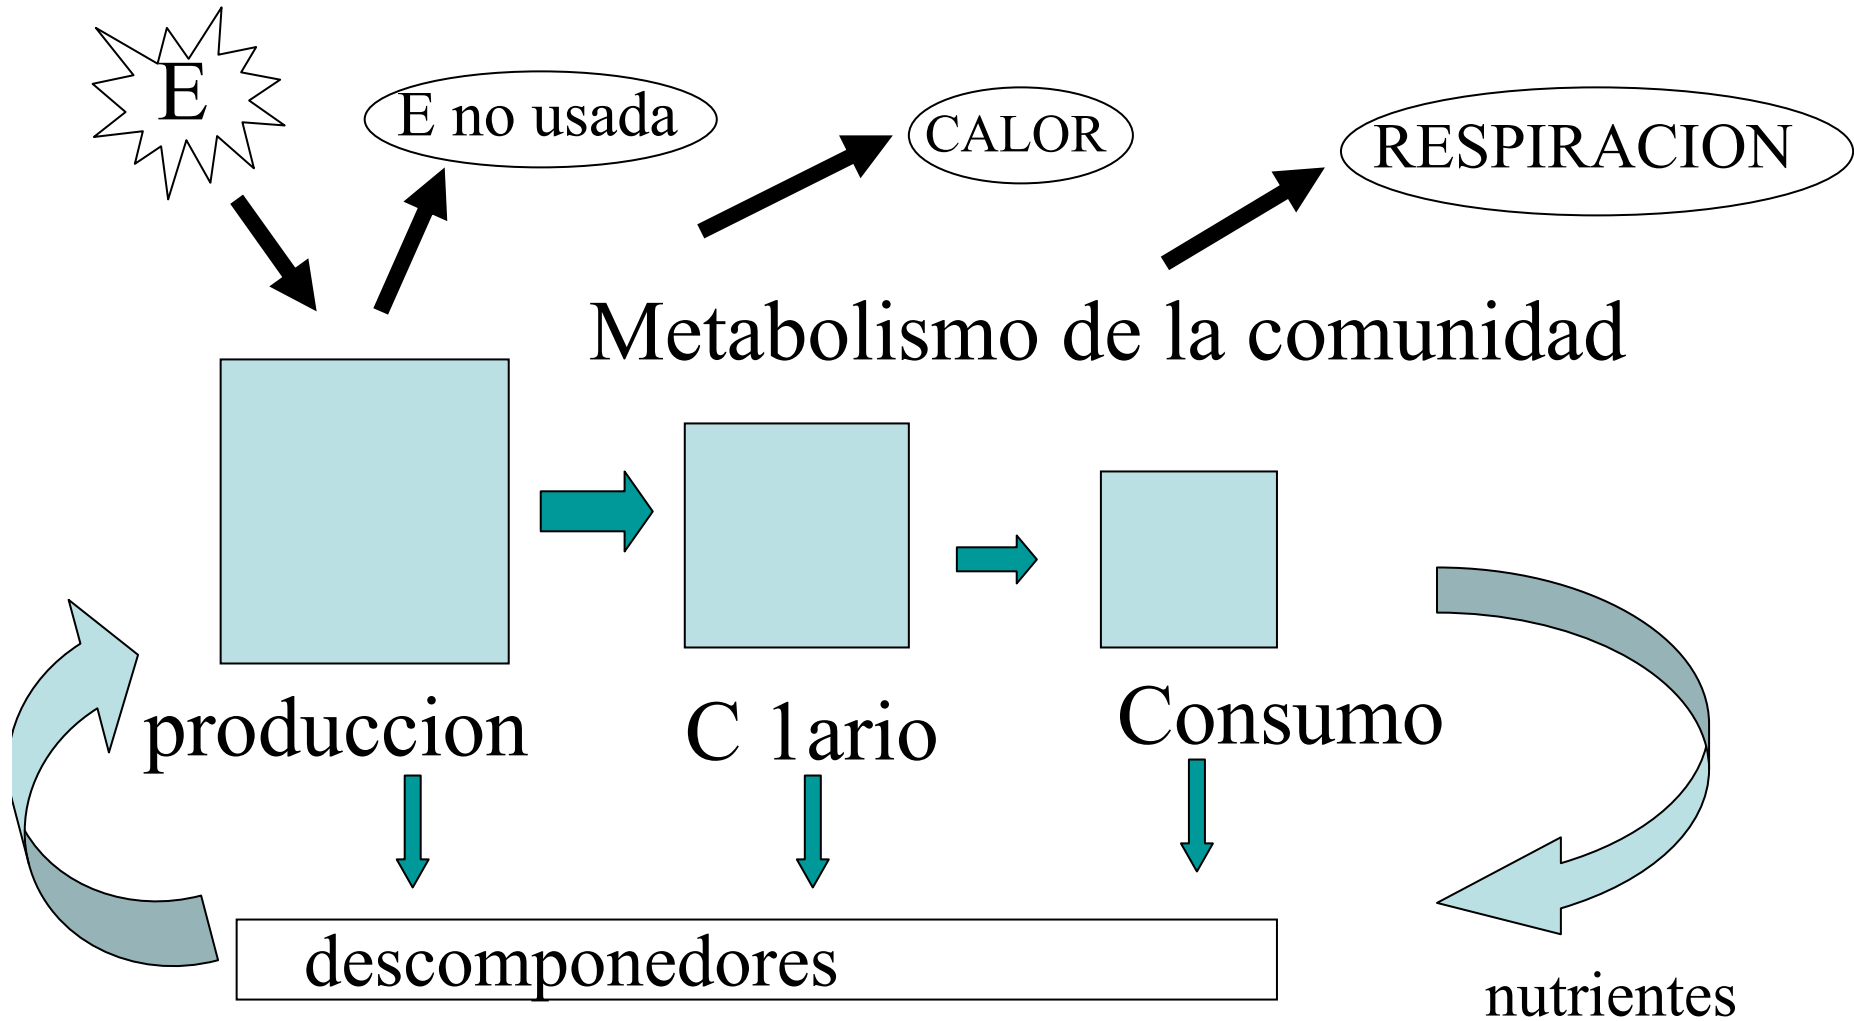 E
E no usada
CALOR
RESPIRACION
Metabolismo de la comunidad
produccion
C 1ario
Consumo
descomponedores
nutrientes